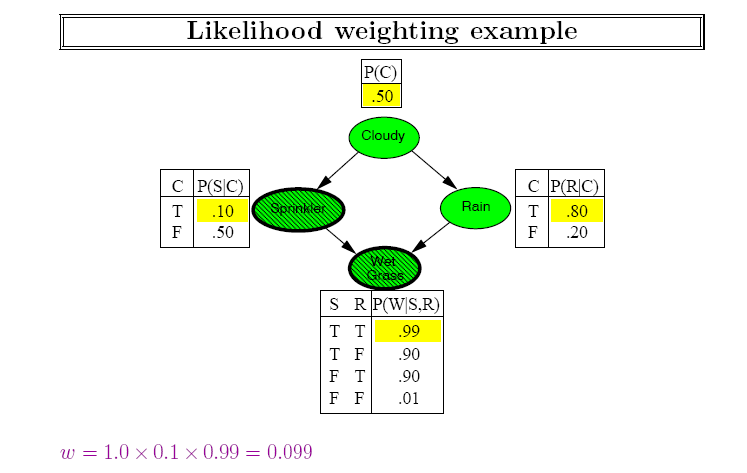 Likelihood weighting example
P(C)
.50
Cloudy
C P(S|C)
T .10
F .50
Sprinkler
Rain
C P(R|C)
T .80
F .20
Wet
Grass
S R P(W|S,R)
T T .99
T F .90
F T .90
F F .01
w = 1.0 × 0.1 × 0.99 = 0.099